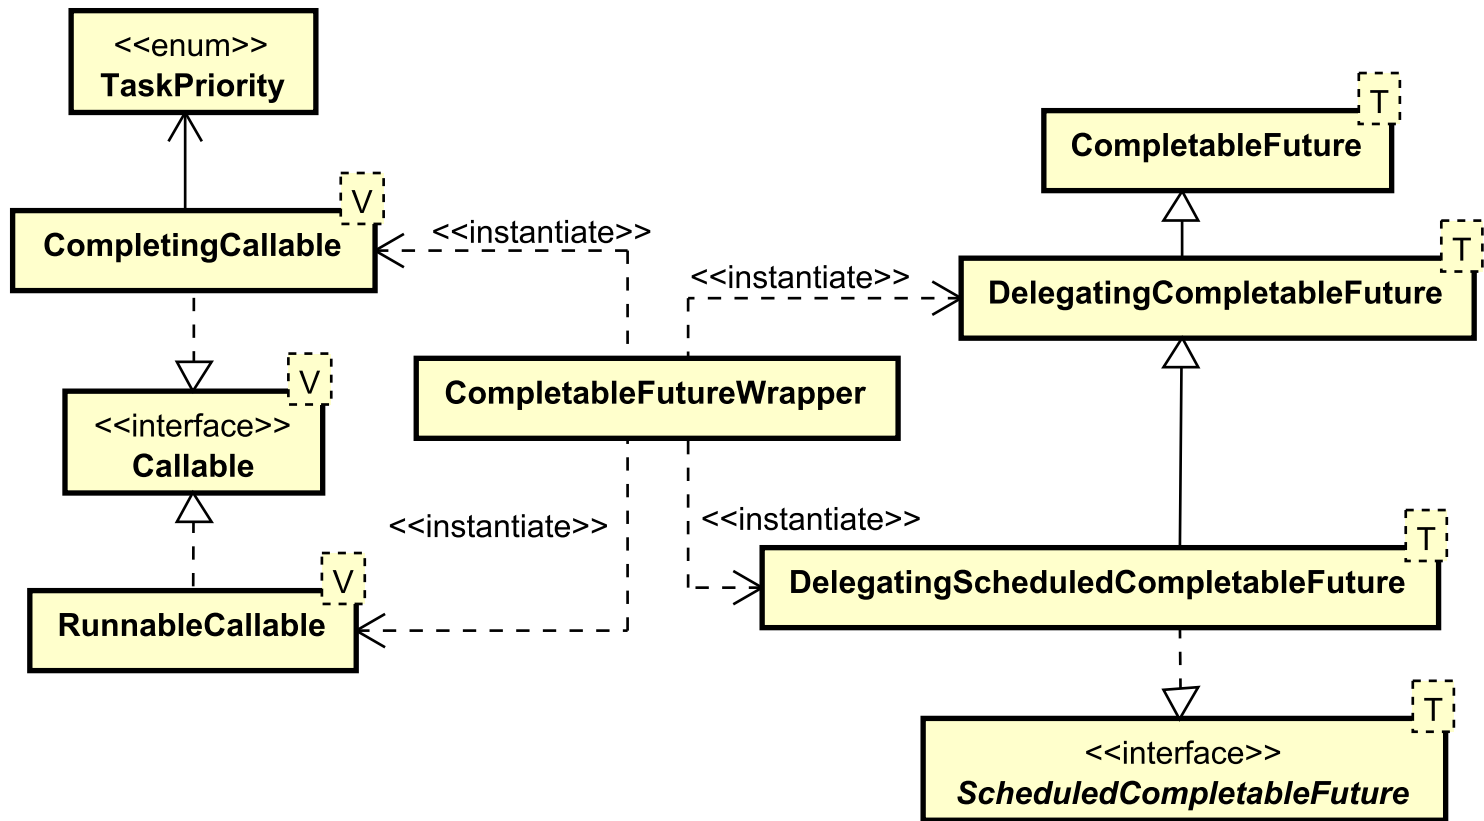 <<enum>>
TaskPriority
T
CompletableFuture
V
CompletingCallable
<<instantiate>>
<<instantiate>>
T
DelegatingCompletableFuture
V
<<interface>>
Callable
CompletableFutureWrapper
<<instantiate>>
<<instantiate>>
V
RunnableCallable
T
DelegatingScheduledCompletableFuture
T
<<interface>>
ScheduledCompletableFuture